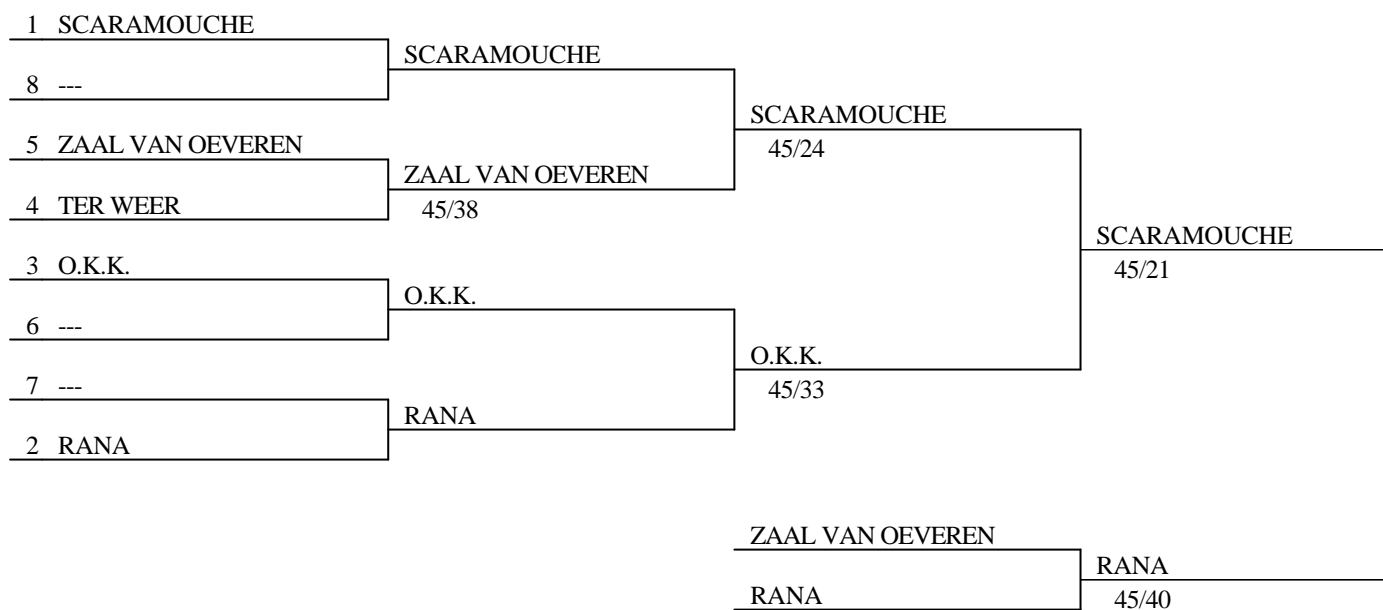 1 SCARAMOUCHE
SCARAMOUCHE
8 ---
SCARAMOUCHE
45/24
5 ZAAL VAN OEVEREN
ZAAL VAN OEVEREN
45/38
4 TER WEER
SCARAMOUCHE
45/21
3 O.K.K.
O.K.K.
6 ---
O.K.K.
45/33
7 ---
RANA
2 RANA
ZAAL VAN OEVEREN
RANA
45/40
RANA